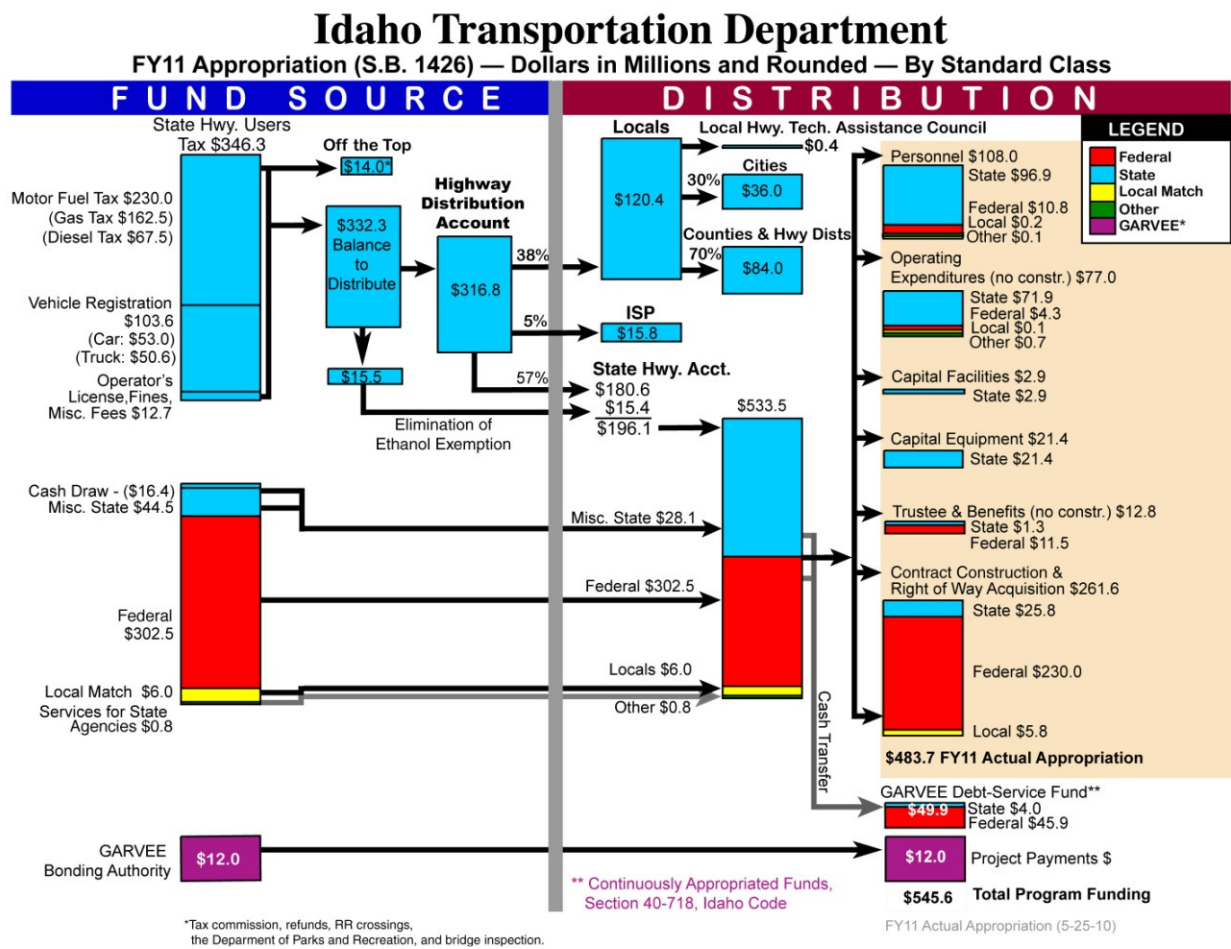 Idaho Transportation Department
FY11 Appropriation (S.B. 1426) — Dollars in Millions and Rounded — By Standard Class
FUND SOURCE
DISTRIBUTION
State Hwy. Users
Tax $346.3
Motor Fuel Tax $230.0
(Gas Tax $162.5)
(Diesel Tax $67.5)
Vehicle Registration
$103.6
(Car: $53.0)
(Truck: $50.6)
Operator's
License,Fines,
Misc. Fees $12.7
Off the Top
$14.0*
$332.3
Balance
to
Distribute
$15.5
Highway
Distribution
Account
$316.8
38%
5%
57%
Elimination of
Ethanol Exemption
Cash Draw - ($16.4)
Misc. State $44.5
Federal
$302.5
Local Match $6.0
Services for State
Agencies $0.8
GARVEE
Bonding Authority
$12.0
*Tax commission, refunds, RR crossings,
the Deparment of Parks and Recreation, and bridge inspection.
Locals
$120.4
Local Hwy. Tech. Assistance Council
$0.4
30%
Cities
$36.0
Counties & Hwy Dists
70%
$84.0
ISP
$15.8
State Hwy. Acct.
$180.6
$15.4
$196.1
$533.5
Misc. State $28.1
Federal $302.5
Locals $6.0
Other $0.8
Cash Transfer
** Continuously Appropriated Funds,
Section 40-718, Idaho Code
LEGEND
Federal
State
Local Match
Other
GARVEE*
Personnel $108.0
State $96.9
Federal $10.8
Local $0.2
Other $0.1
Operating
Expenditures (no constr.) $77.0
State $71.9
Federal $4.3
Local $0.1
Other $0.7
Capital Facilities $2.9
State $2.9
Capital Equipment $21.4
State $21.4
Trustee & Benefits (no constr.) $12.8
State $1.3
Federal $11.5
Contract Construction &
Right of Way Acquisition $261.6
State $25.8
Federal $230.0
Local $5.8
$483.7 FY11 Actual Appropriation
GARVEE Debt-Service Fund**
$49.9
State $4.0
Federal $45.9
$12.0
Project Payments $
$545.6 Total Program Funding
FY11 Actual Appropriation (5-25-10)